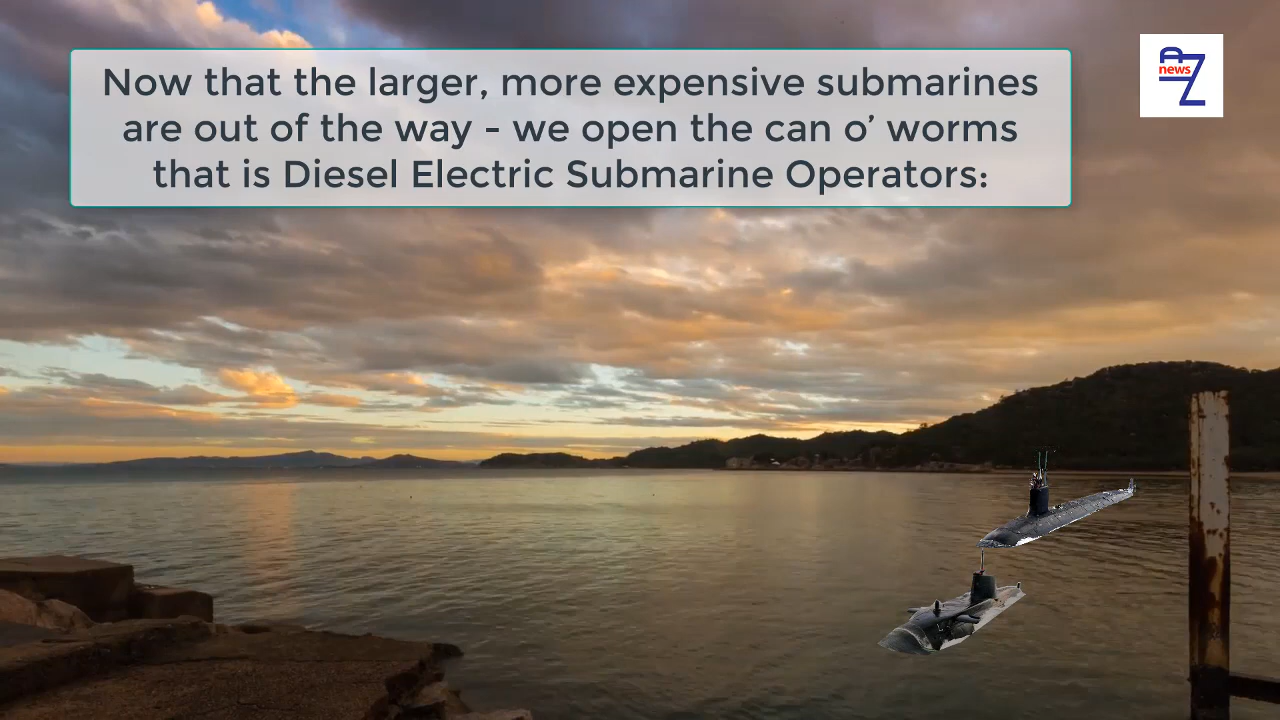 Now that the larger, more expensive submarines
are out of the way - we open the can o’ worms
that is Diesel Electric Submarine Operators:
AZ
news